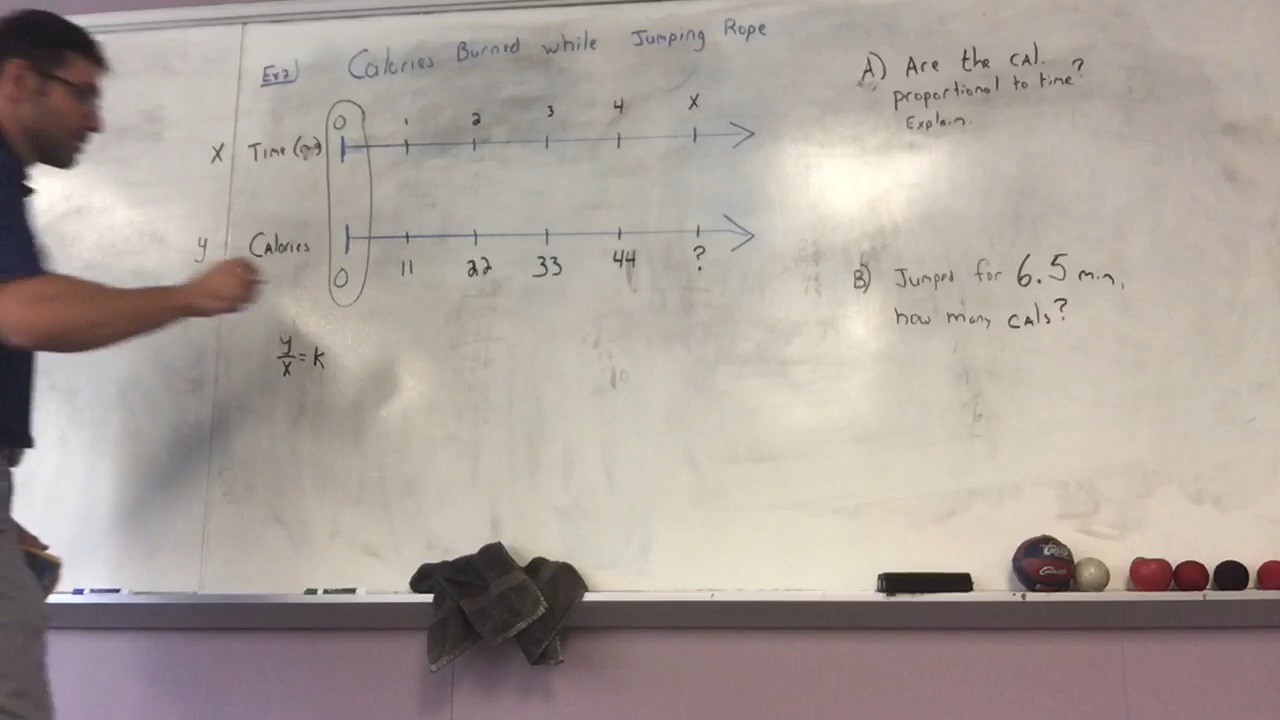 Ex 2) Calories Burned while Jumping Rope
0 1 2 3 4 X
X Time (min)
y Calories
0 11 22 33 44 ?
y/x = K
A) Are the CAL.
proportional to time?
Explain.
B) Jumped for 6.5 min,
how many CAls?